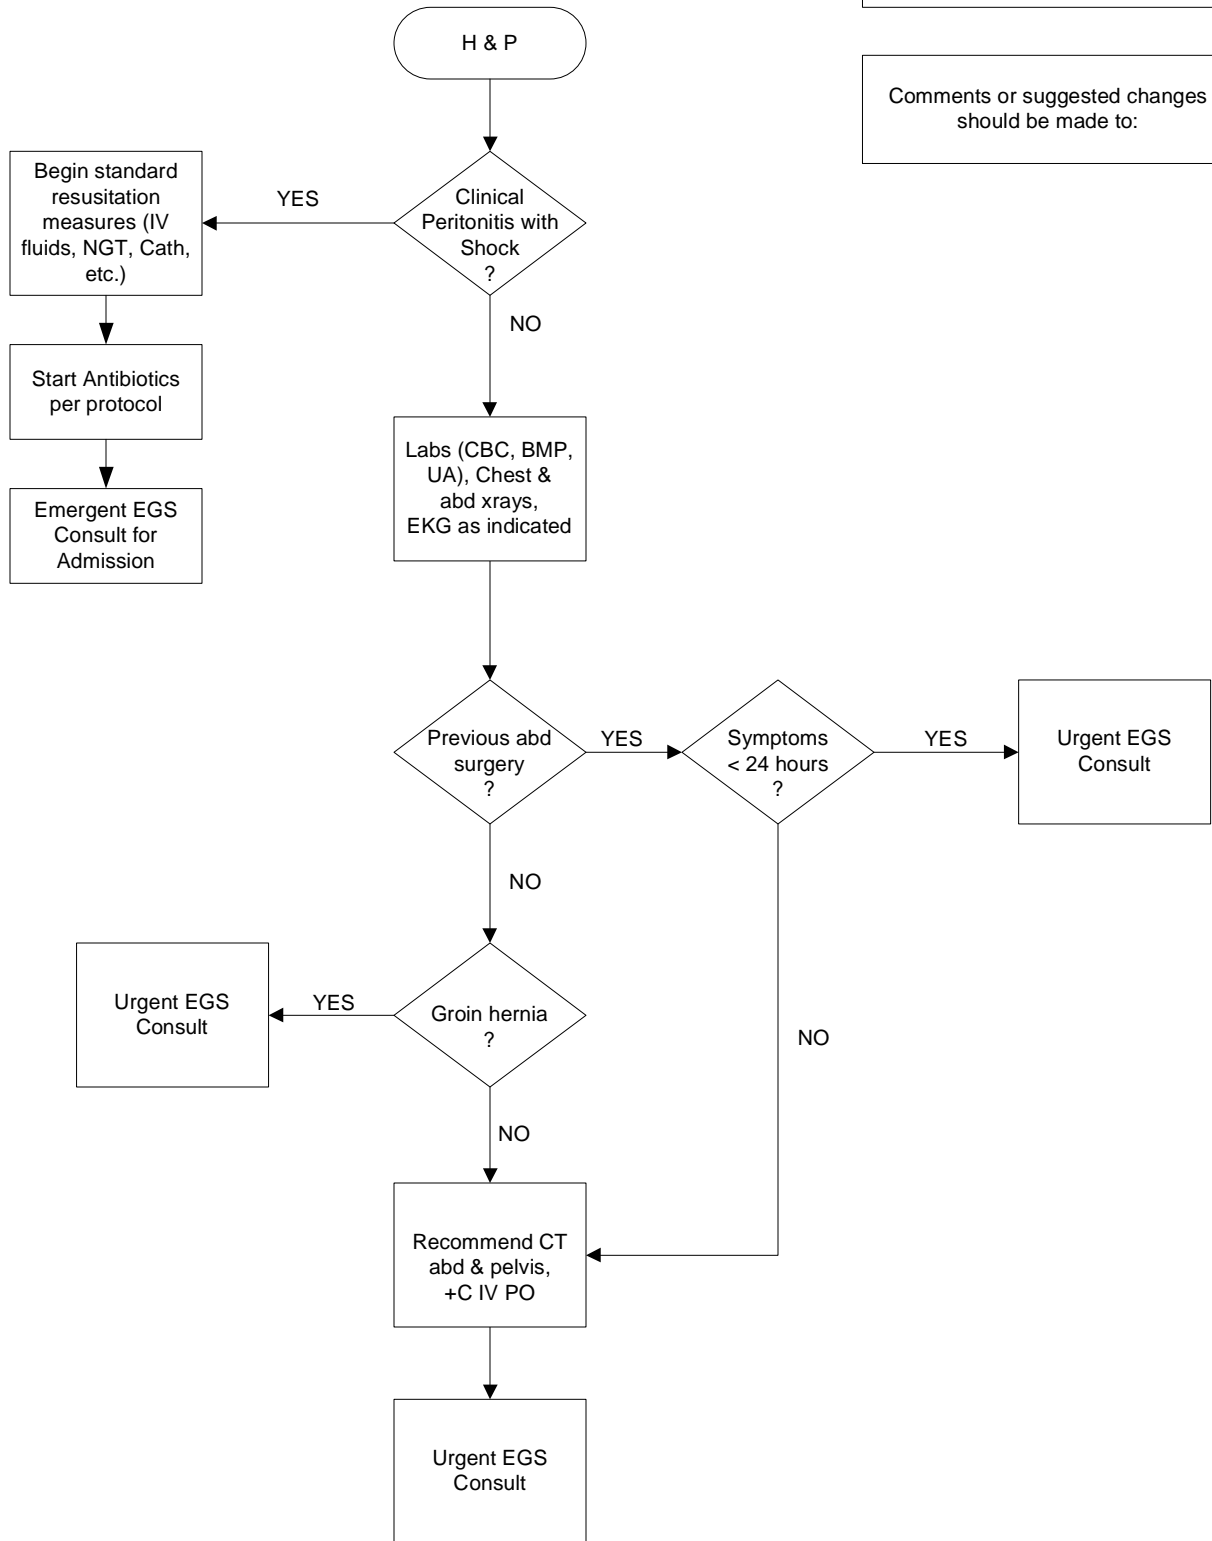 H & P
Comments or suggested changes
should be made to:
Begin standard
resusitation
measures (IV
fluids, NGT, Cath,
etc.)
YES
Clinical
Peritonitis with
Shock
?
NO
Start Antibiotics
per protocol
Emergent EGS
Consult for
Admission
Labs (CBC, BMP,
UA), Chest &
abd xrays,
EKG as indicated
Previous abd
surgery
?
YES
Symptoms
< 24 hours
?
YES
Urgent EGS
Consult
NO
Urgent EGS
Consult
YES
Groin hernia
?
NO
NO
Recommend CT
abd & pelvis,
+C IV PO
Urgent EGS
Consult